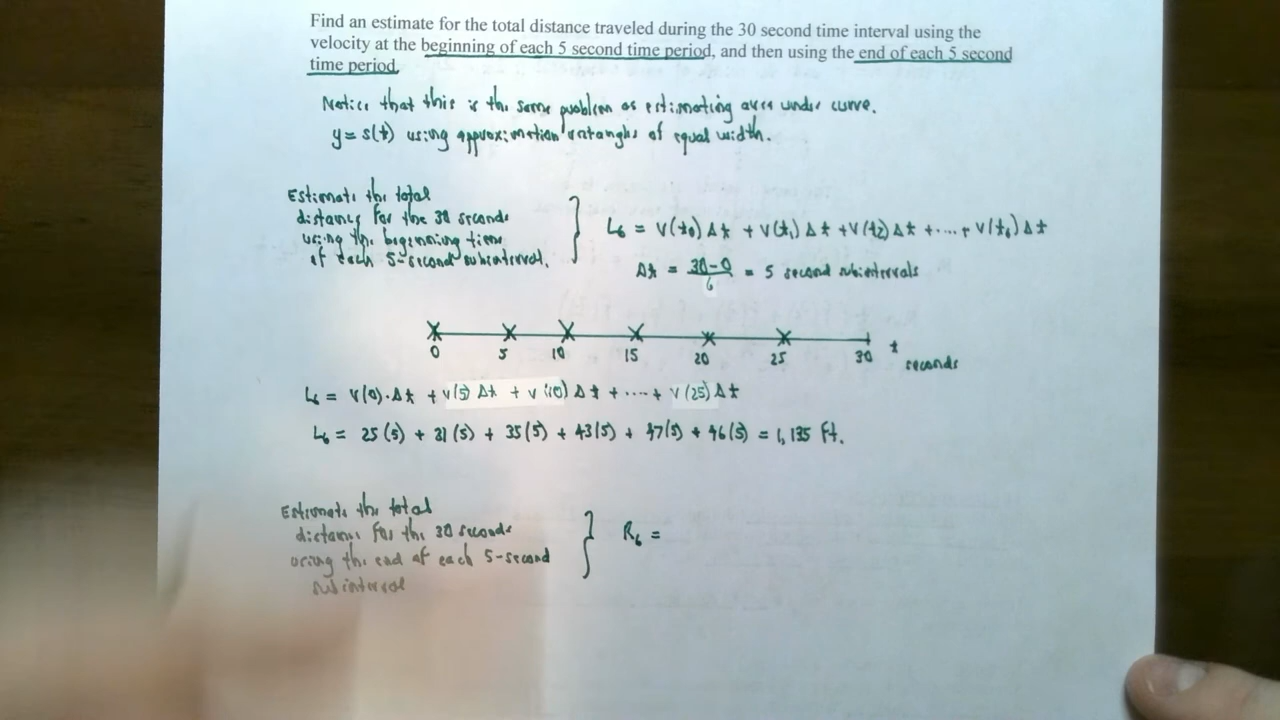 Find an estimate for the total distance traveled during the 30 second time interval using the
velocity at the beginning of each 5 second time period, and then using the end of each 5 second
time period.
Notice that this is the same problem as estimating area under curve.
y = s(t) using approximation rectangles of equal width.
Estimate the total
distance for the 30 seconds
using the beginning time
of each 5-second subinterval.
L₆ = V(t₀) Δt + V(t₁) Δt + V(t₂) Δt + .... + V(t₆) Δt
Δt = 30-0/6 = 5 second subintervals
0 5 10 15 20 25 30 t seconds
L₆ = V(0)·Δt + V(5) Δt + V(10) Δt + .... + V(25) Δt
L₆ = 25(5) + 31(5) + 35(5) + 43(5) + 47(5) + 46(5) = 1,135 ft.
Estimate the total
distance for the 30 seconds
using the end of each 5-second
subinterval
R₆ =